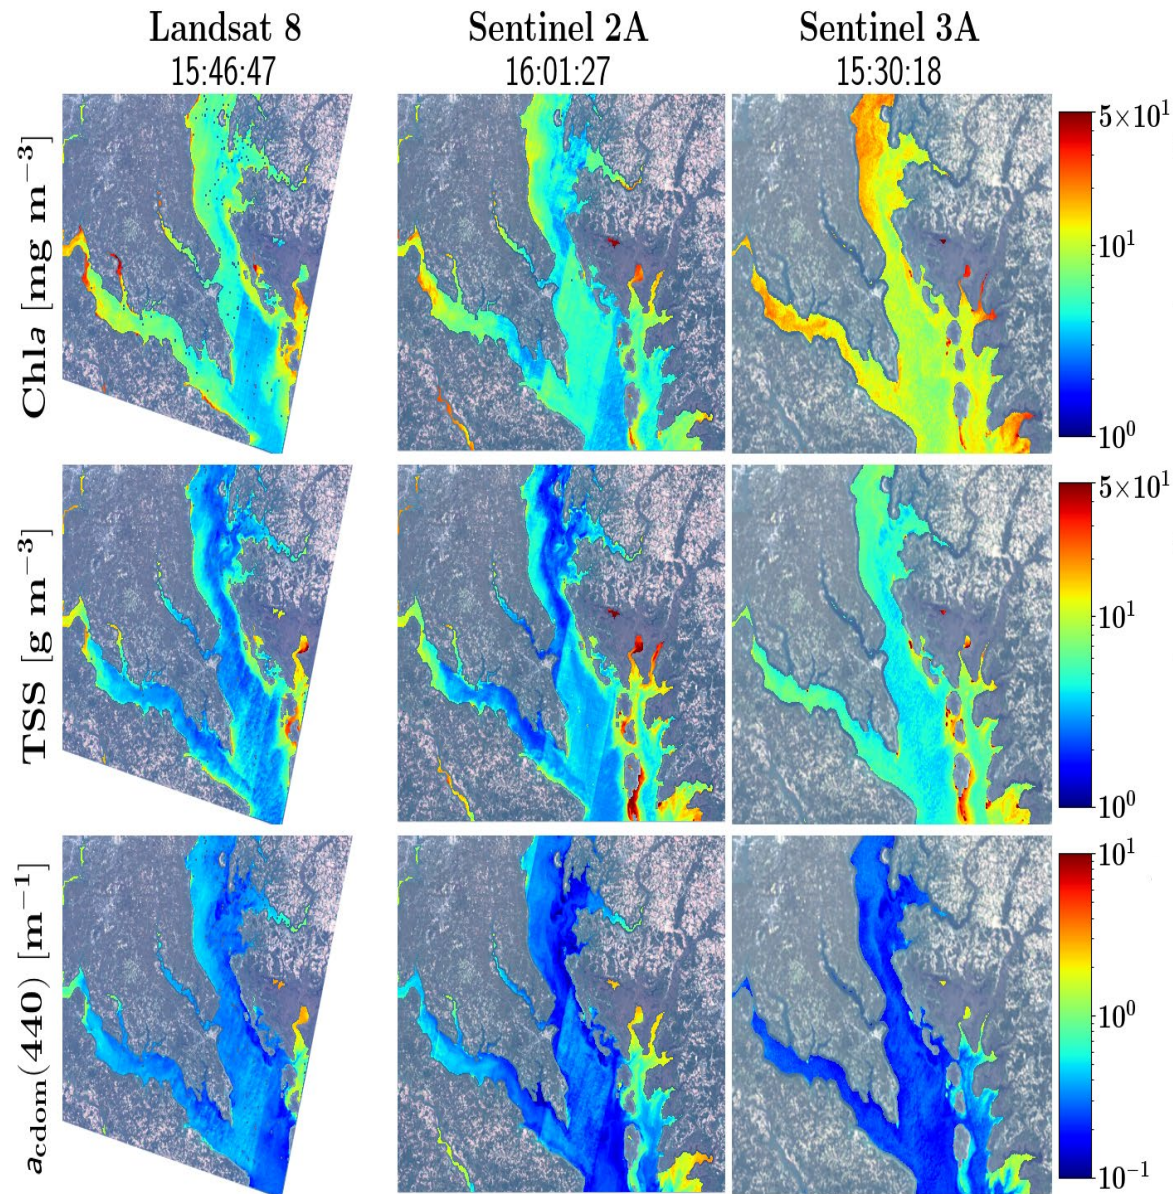 Landsat 8 Sentinel 2A Sentinel 3A
15:46:47 16:01:27 15:30:18
Chla [mg m⁻³]
5×10¹
10¹
10⁰
TSS [g m⁻³]
5×10¹
10¹
10⁰
a_cdom(440) [m⁻¹]
10¹
10⁰
10⁻¹